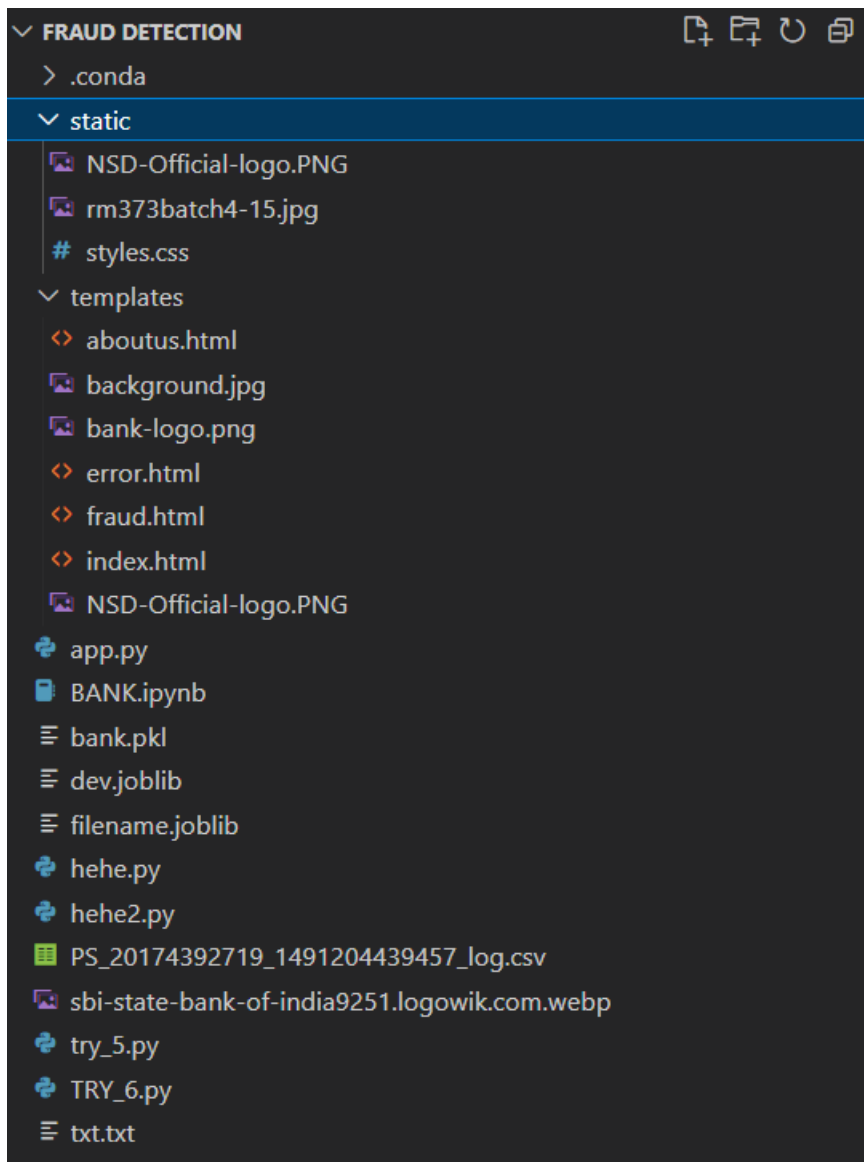 FRAUD DETECTION
.conda
static
NSD-Official-logo.PNG
rm373batch4-15.jpg
# styles.css
templates
<> aboutus.html
background.jpg
bank-logo.png
<> error.html
<> fraud.html
<> index.html
NSD-Official-logo.PNG
app.py
BANK.ipynb
bank.pkl
dev.joblib
filename.joblib
hehe.py
hehe2.py
PS_20174392719_1491204439457_log.csv
sbi-state-bank-of-india9251.logowik.com.webp
try_5.py
TRY_6.py
txt.txt